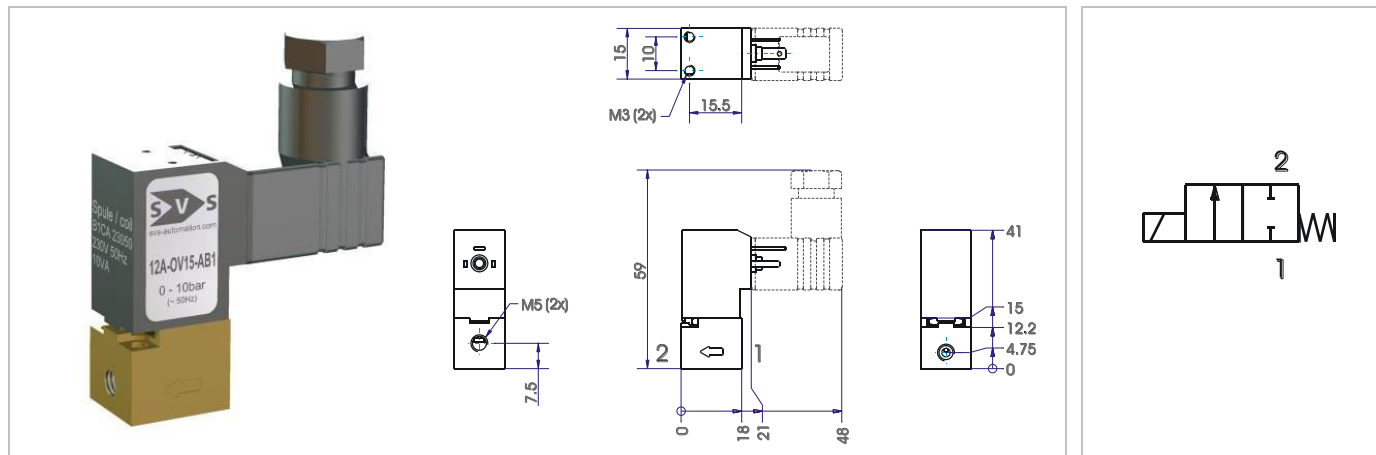 Spule / coil
B1CA 23050
230V 50Hz
10VA
S V S
svs-automation.com
12A-OV15-AB1
0 - 10bar
(~ 50Hz)
15
10
M3 (2x)
15.5
M5 (2x)
7.5
59
2
1
0
18
21
48
41
15
12.2
4.75
0
2
1